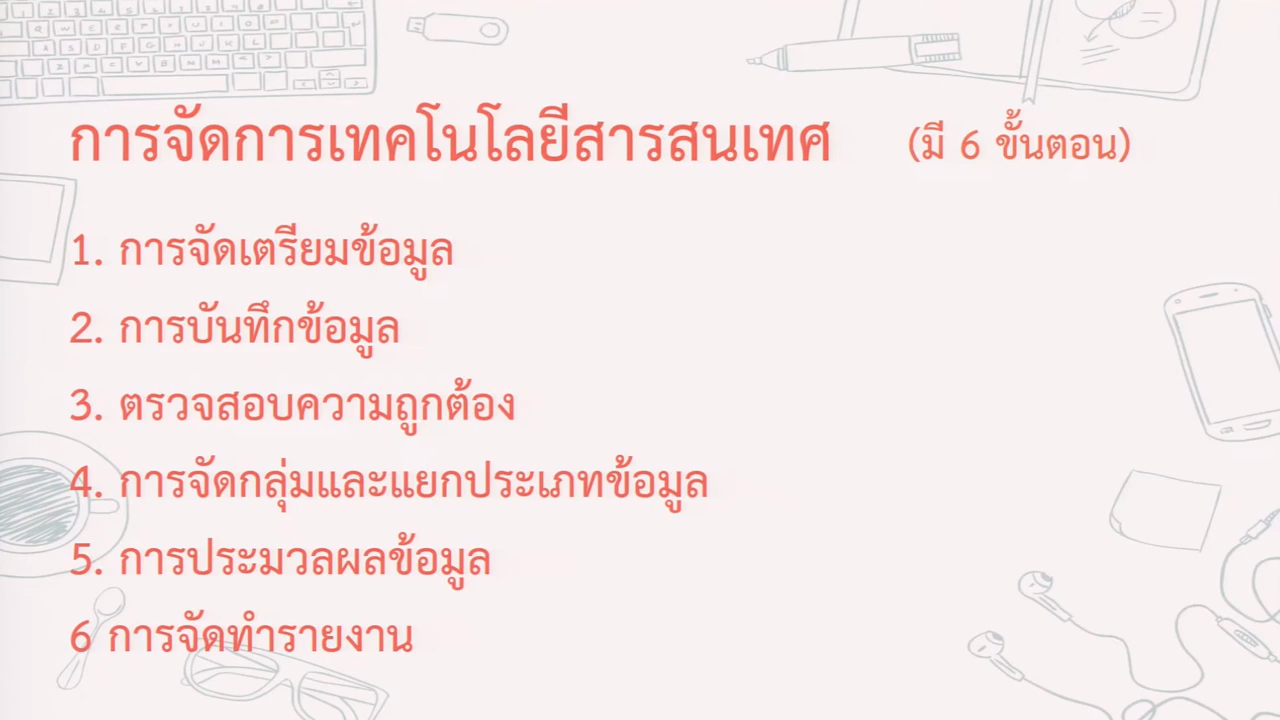 การจัดการเทคโนโลยีสารสนเทศ (มี 6 ขั้นตอน)
1. การจัดเตรียมข้อมูล
2. การบันทึกข้อมูล
3. ตรวจสอบความถูกต้อง
4. การจัดกลุ่มและแยกประเภทข้อมูล
5. การประมวลผลข้อมูล
6 การจัดทำรายงาน